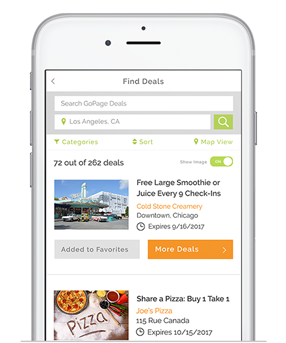 Find Deals
Search GoPage Deals
Los Angeles, CA
Categories
Sort
Map View
72 out of 262 deals
Show Image
ON
Free Large Smoothie or
Juice Every 9 Check-Ins
Cold Stone Creamery
Downtown, Chicago
Expires 9/16/2017
Added to Favorites
More Deals
Share a Pizza: Buy 1 Take 1
Joe's Pizza
115 Rue Canada
Expires 10/15/2017
Pizza